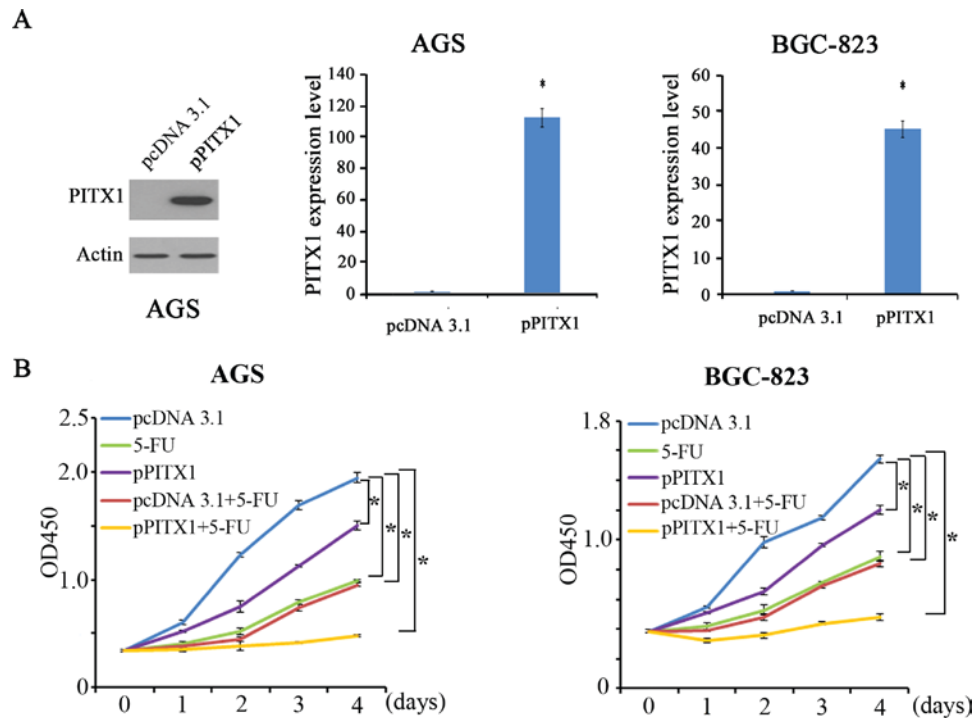 A
pcDNA 3.1
pPITX1
PITX1
Actin
AGS
AGS
PITX1 expression level
140
120
100
80
60
40
20
0
*
pcDNA 3.1
pPITX1
BGC-823
PITX1 expression level
60
50
40
30
20
10
0
*
pcDNA 3.1
pPITX1
B
AGS
OD450
2.5
2.0
1.0
0
pcDNA 3.1
5-FU
pPITX1
pcDNA 3.1+5-FU
pPITX1+5-FU
* * * *
0 1 2 3 4 (days)
BGC-823
OD450
1.8
1.0
0
pcDNA 3.1
5-FU
pPITX1
pcDNA 3.1+5-FU
pPITX1+5-FU
* * * *
0 1 2 3 4 (days)